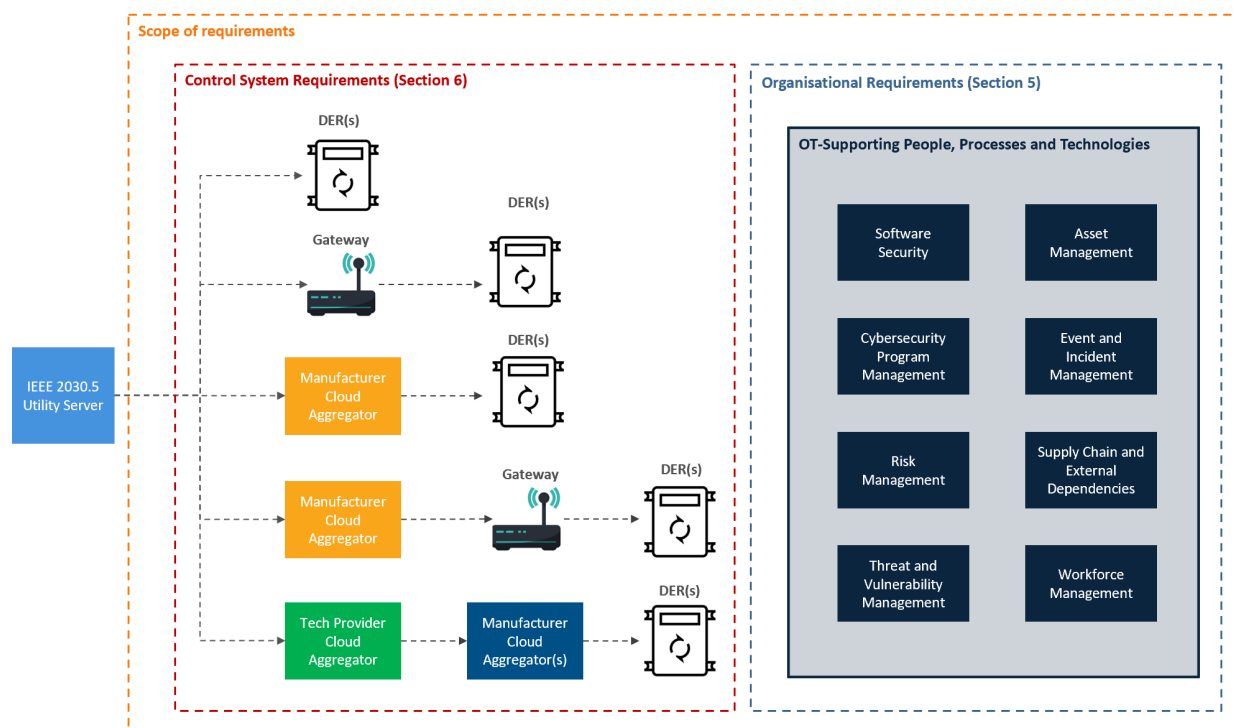 Scope of requirements
Control System Requirements (Section 6)
DER(s)
DER(s)
Gateway
IEEE 2030.5
Utility Server
DER(s)
Manufacturer
Cloud
Aggregator
Manufacturer
Cloud
Aggregator
Gateway
DER(s)
Tech Provider
Cloud
Aggregator
Manufacturer
Cloud
Aggregator(s)
DER(s)
Organisational Requirements (Section 5)
OT-Supporting People, Processes and Technologies
Software
Security
Asset
Management
Cybersecurity
Program
Management
Event and
Incident
Management
Risk
Management
Supply Chain and
External
Dependencies
Threat and
Vulnerability
Management
Workforce
Management